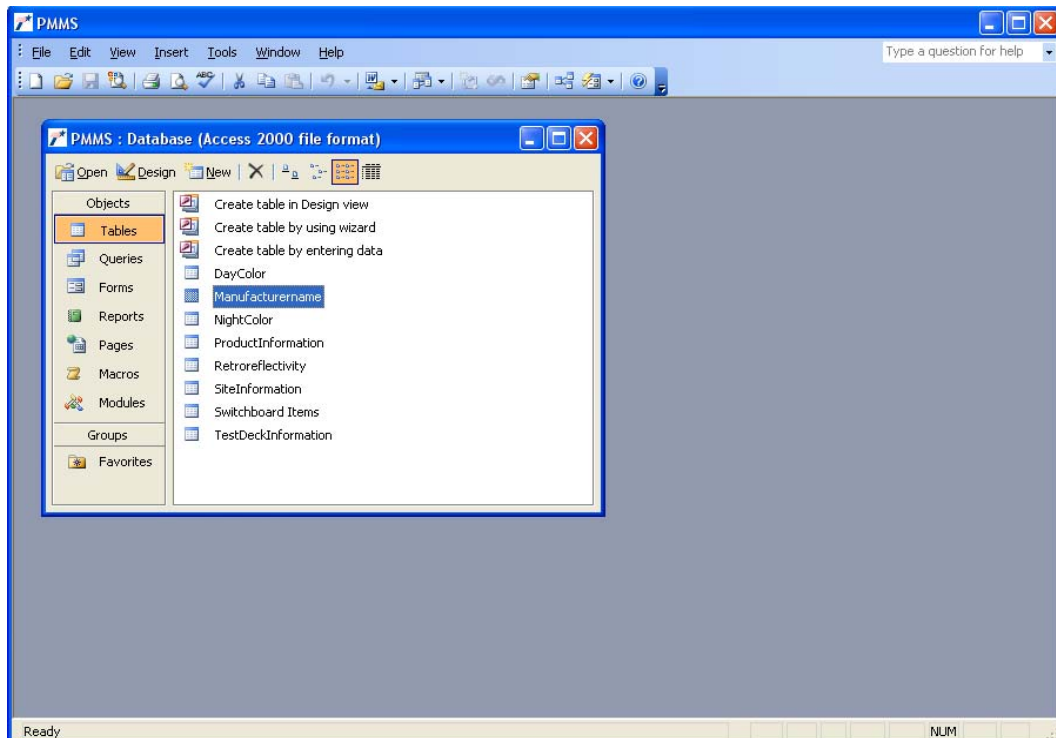 PMMS
File Edit View Insert Tools Window Help Type a question for help
ABC
PMMS : Database (Access 2000 file format)
Open Design New
Objects
Tables
Queries
Forms
Reports
Pages
Macros
Modules
Groups
Favorites
Create table in Design view
Create table by using wizard
Create table by entering data
DayColor
Manufacturername
NightColor
ProductInformation
Retroreflectivity
SiteInformation
Switchboard Items
TestDeckInformation
Ready NUM